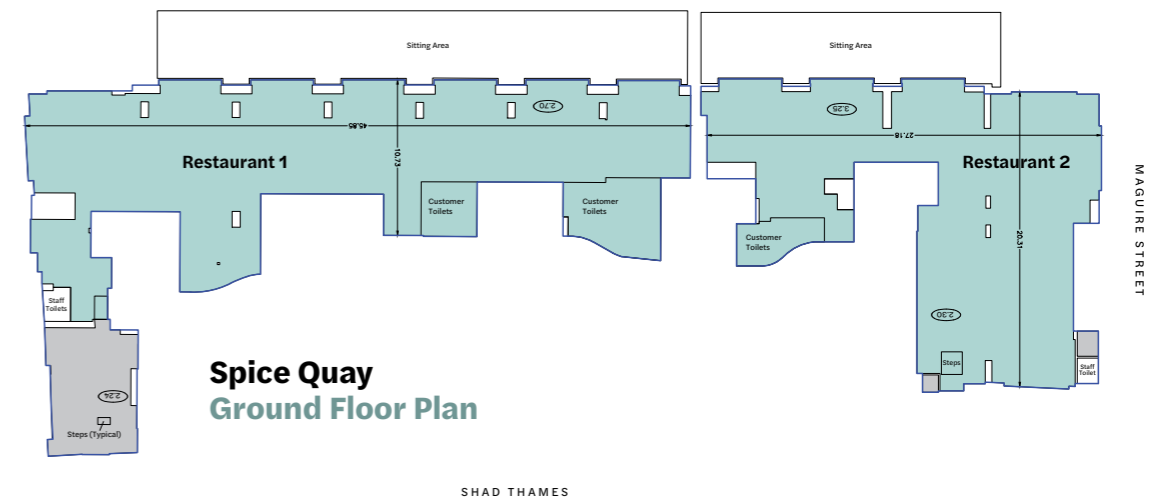 Sitting Area
Sitting Area
2.70
3.26
45.85
27.18
10.73
Restaurant 1
Restaurant 2
MAGUIRE STREET
Customer
Toilets
Customer
Toilets
Customer
Toilets
20.31
Staff
Toilets
2.30
Steps
Staff
Toilet
Spice Quay
Ground Floor Plan
2.24
Steps (Typical)
SHAD THAMES